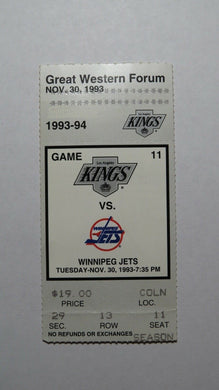 Great Western Forum
NOV. 30, 1993
1993-94
KINGS
GAME 11
Los Angeles
KINGS
VS.
JETS
WINNIPEG JETS
TUESDAY-NOV. 30, 1993-7:35 PM
$19.00 COLN
PRICE LOC.
29 13 11
SEC. ROW SEAT
NO REFUNDS OR EXCHANGES SEASON